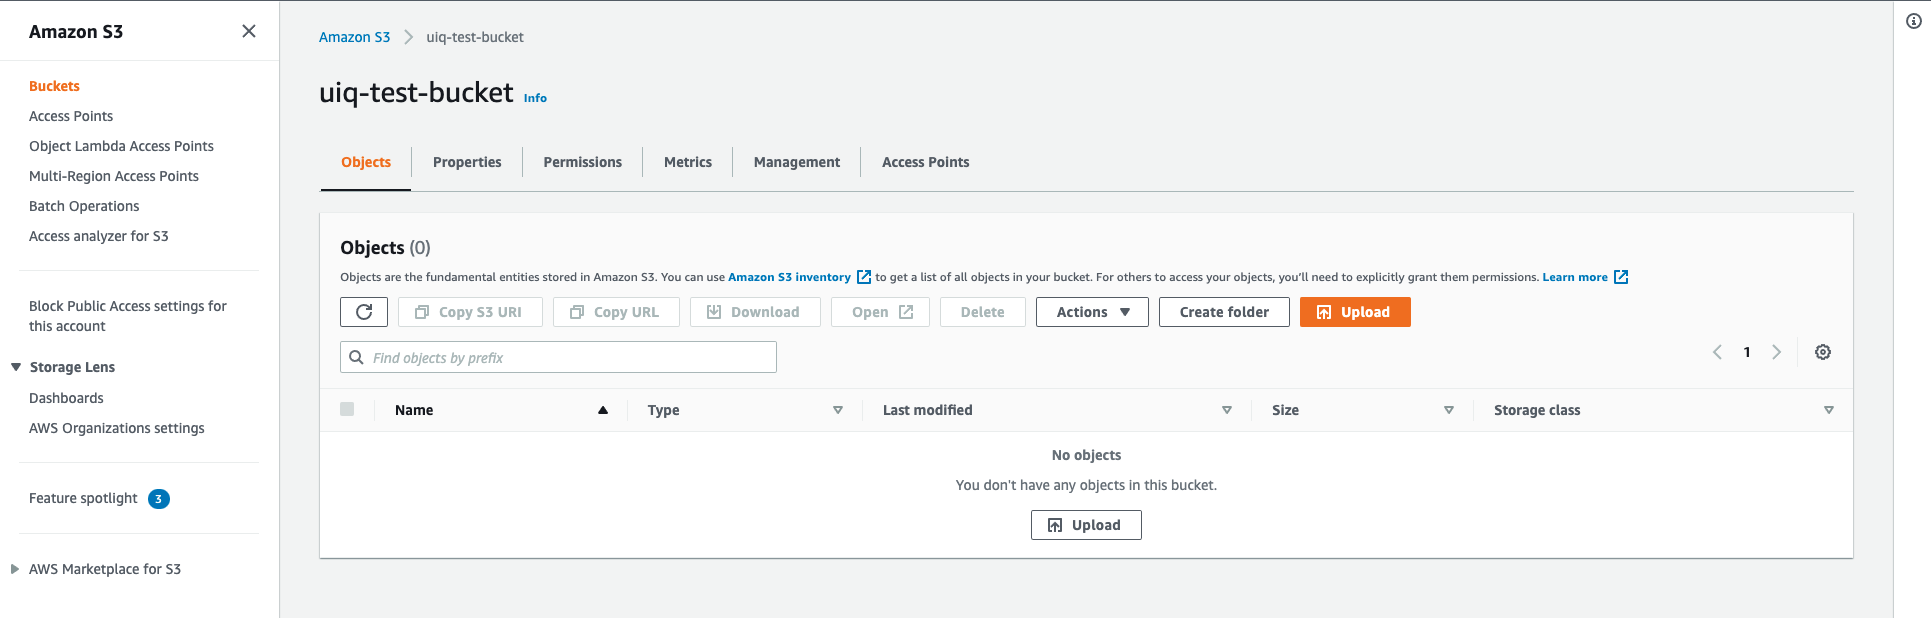 Amazon S3
Buckets
Access Points
Object Lambda Access Points
Multi-Region Access Points
Batch Operations
Access analyzer for S3
Block Public Access settings for
this account
Storage Lens
Dashboards
AWS Organizations settings
Feature spotlight 3
AWS Marketplace for S3
Amazon S3 uiq-test-bucket
uiq-test-bucket Info
Objects Properties Permissions Metrics Management Access Points
Objects (0)
Objects are the fundamental entities stored in Amazon S3. You can use Amazon S3 inventory to get a list of all objects in your bucket. For others to access your objects, you'll need to explicitly grant them permissions. Learn more
Copy S3 URI Copy URL Download Open Delete Actions Create folder Upload
Find objects by prefix 1
Name Type Last modified Size Storage class
No objects
You don't have any objects in this bucket.
Upload